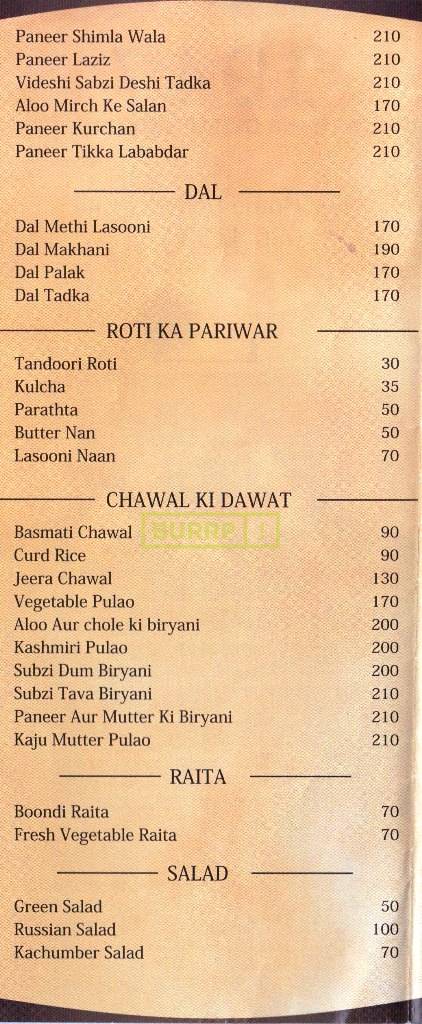 Paneer Shimla Wala 210
Paneer Laziz 210
Videshi Sabzi Deshi Tadka 210
Aloo Mirch Ke Salan 170
Paneer Kurchan 210
Paneer Tikka Lababdar 210
DAL
Dal Methi Lasooni 170
Dal Makhani 190
Dal Palak 170
Dal Tadka 170
ROTI KA PARIWAR
Tandoori Roti 30
Kulcha 35
Parathta 50
Butter Nan 50
Lasooni Naan 70
CHAWAL KI DAWAT
BURRP!
Basmati Chawal 90
Curd Rice 90
Jeera Chawal 130
Vegetable Pulao 170
Aloo Aur chole ki biryani 200
Kashmiri Pulao 200
Subzi Dum Biryani 200
Subzi Tava Biryani 210
Paneer Aur Mutter Ki Biryani 210
Kaju Mutter Pulao 210
RAITA
Boondi Raita 70
Fresh Vegetable Raita 70
SALAD
Green Salad 50
Russian Salad 100
Kachumber Salad 70